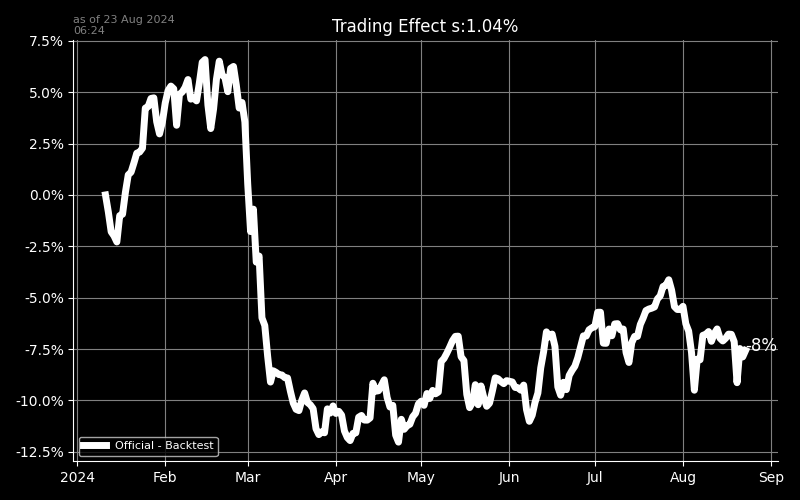 as of 23 Aug 2024
06:24
Trading Effect s:1.04%
7.5%
5.0%
2.5%
0.0%
-2.5%
-5.0%
-7.5%
-10.0%
-12.5%
-8%
Official - Backtest
2024 Feb Mar Apr May Jun Jul Aug Sep